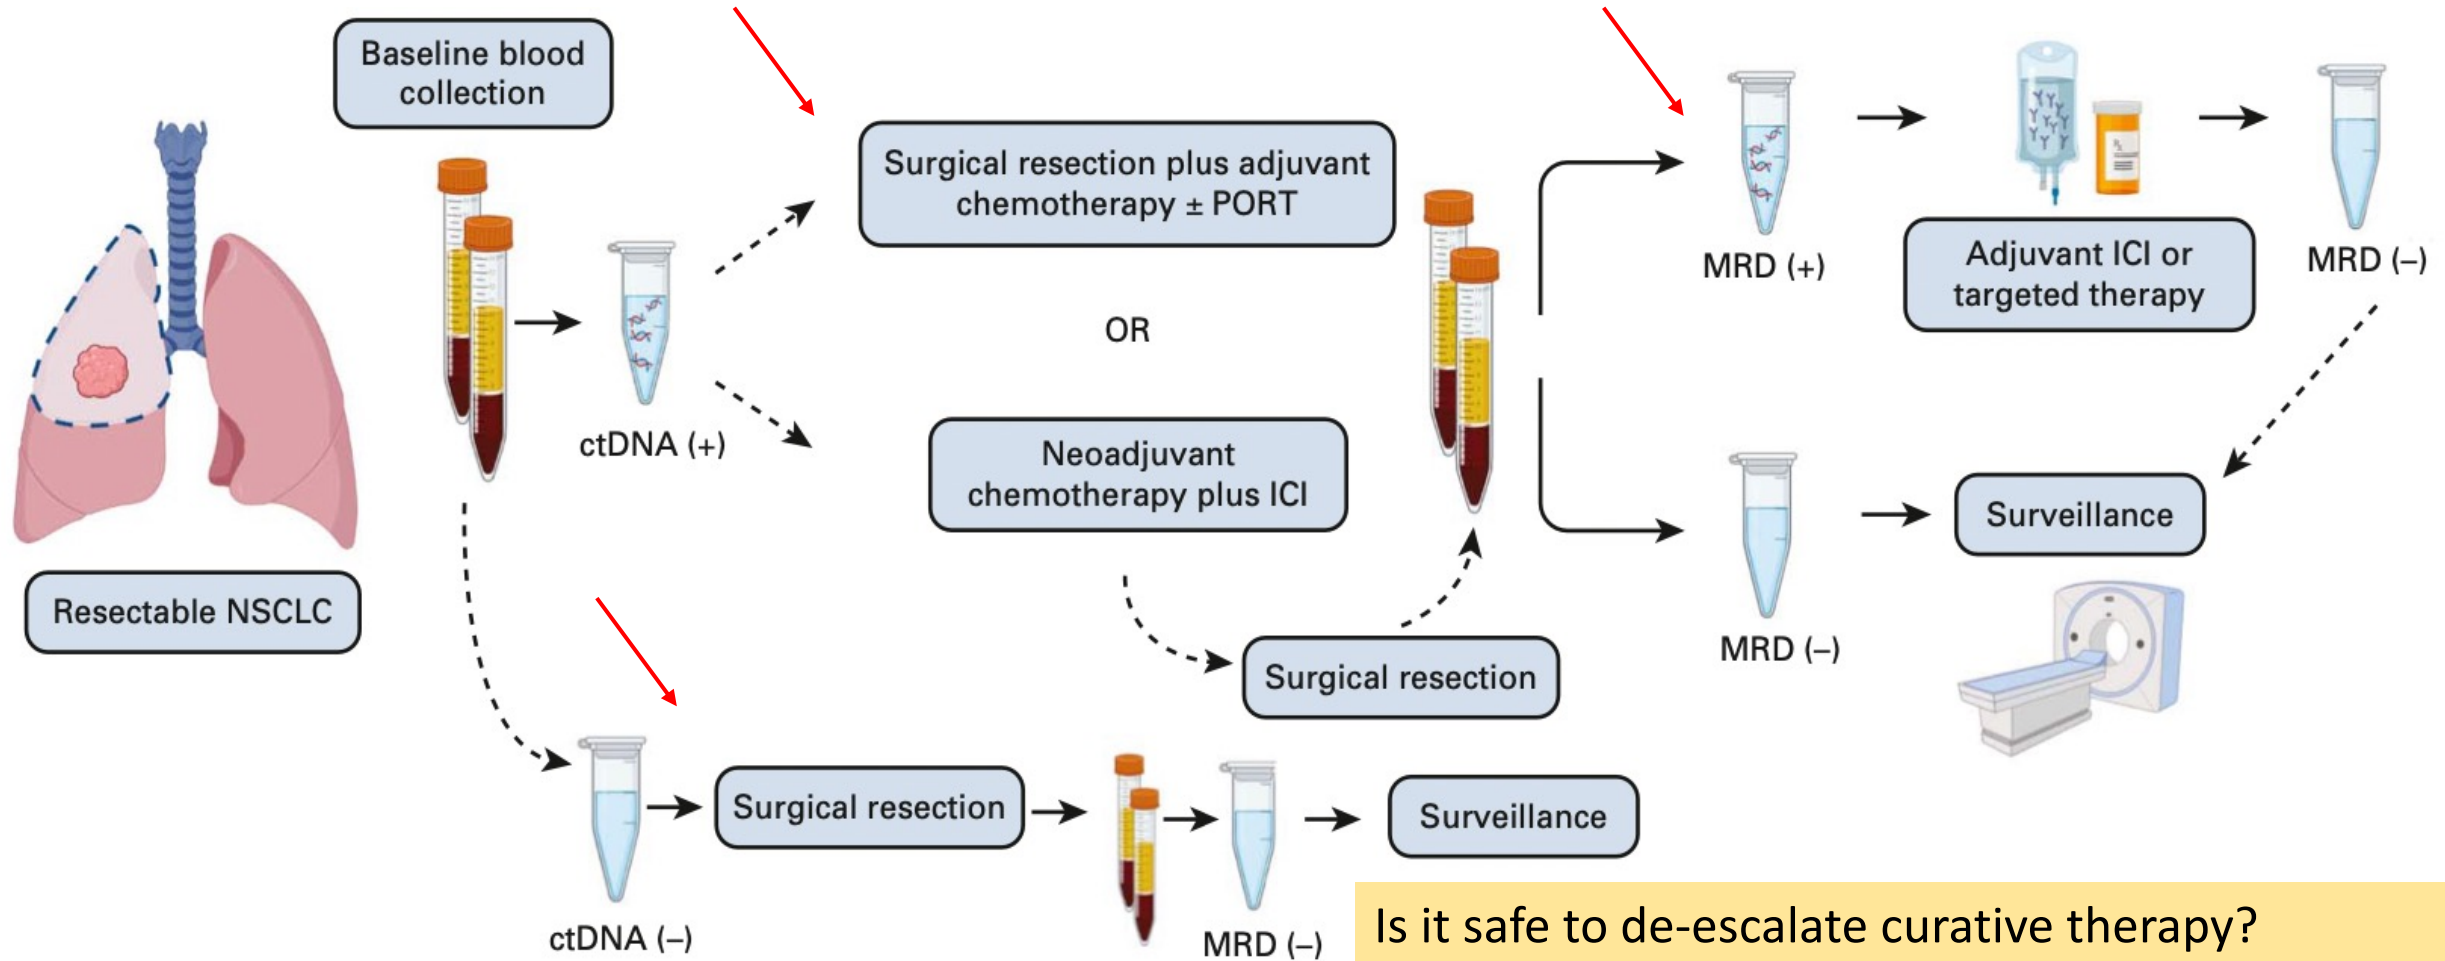 Baseline blood
collection
Resectable NSCLC
ctDNA (+)
Surgical resection plus adjuvant
chemotherapy ± PORT
OR
Neoadjuvant
chemotherapy plus ICI
Surgical resection
MRD (+)
Adjuvant ICI or
targeted therapy
MRD (–)
MRD (–)
Surveillance
ctDNA (–)
Surgical resection
MRD (–)
Surveillance
Is it safe to de-escalate curative therapy?